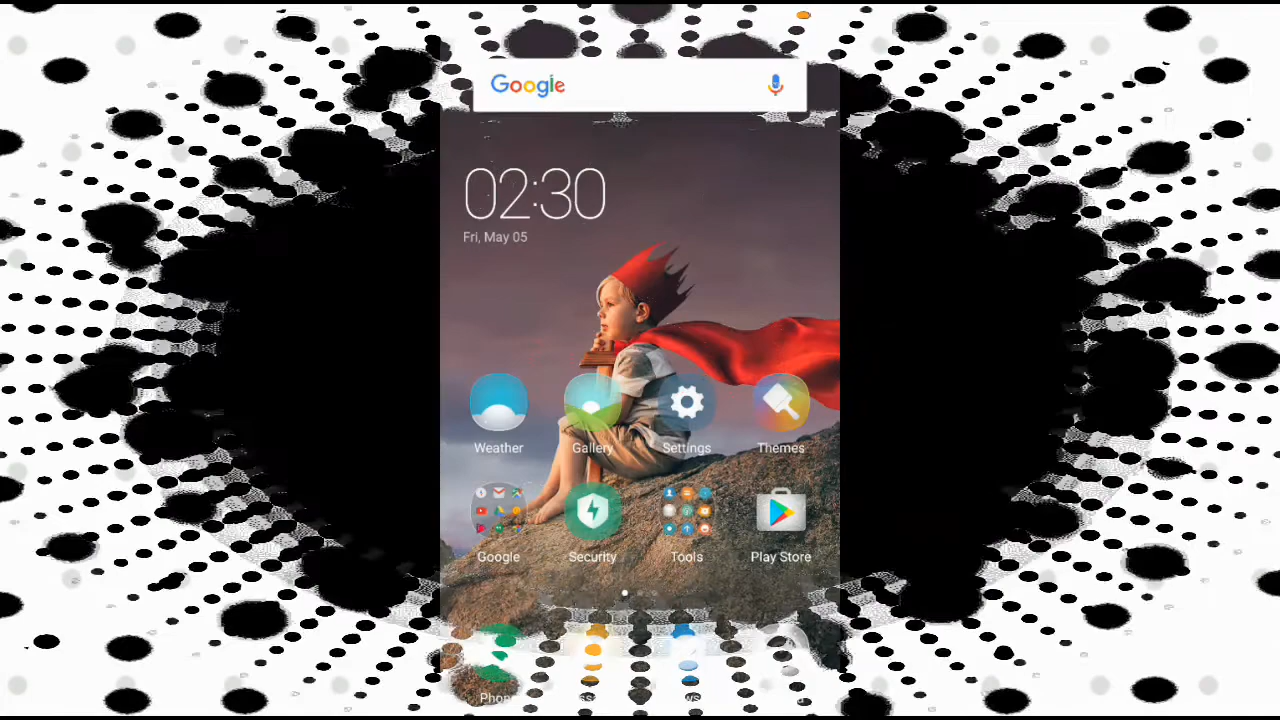 Google
02:30
Fri, May 05
Weather Gallery Settings Themes
Google Security Tools Play Store